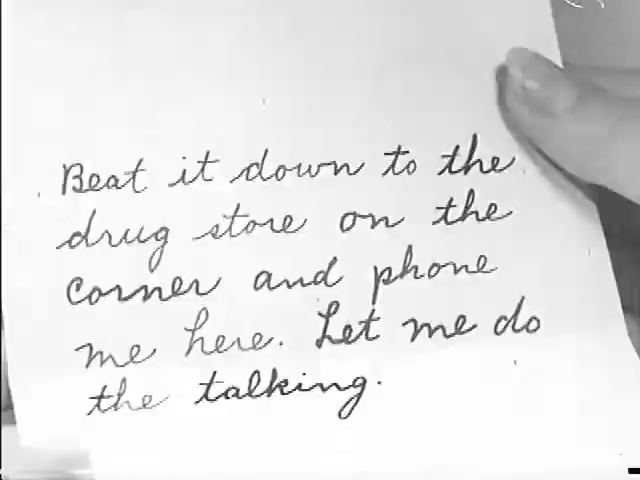 Beat it down to the
drug store on the
corner and phone
me here. Let me do
the talking.